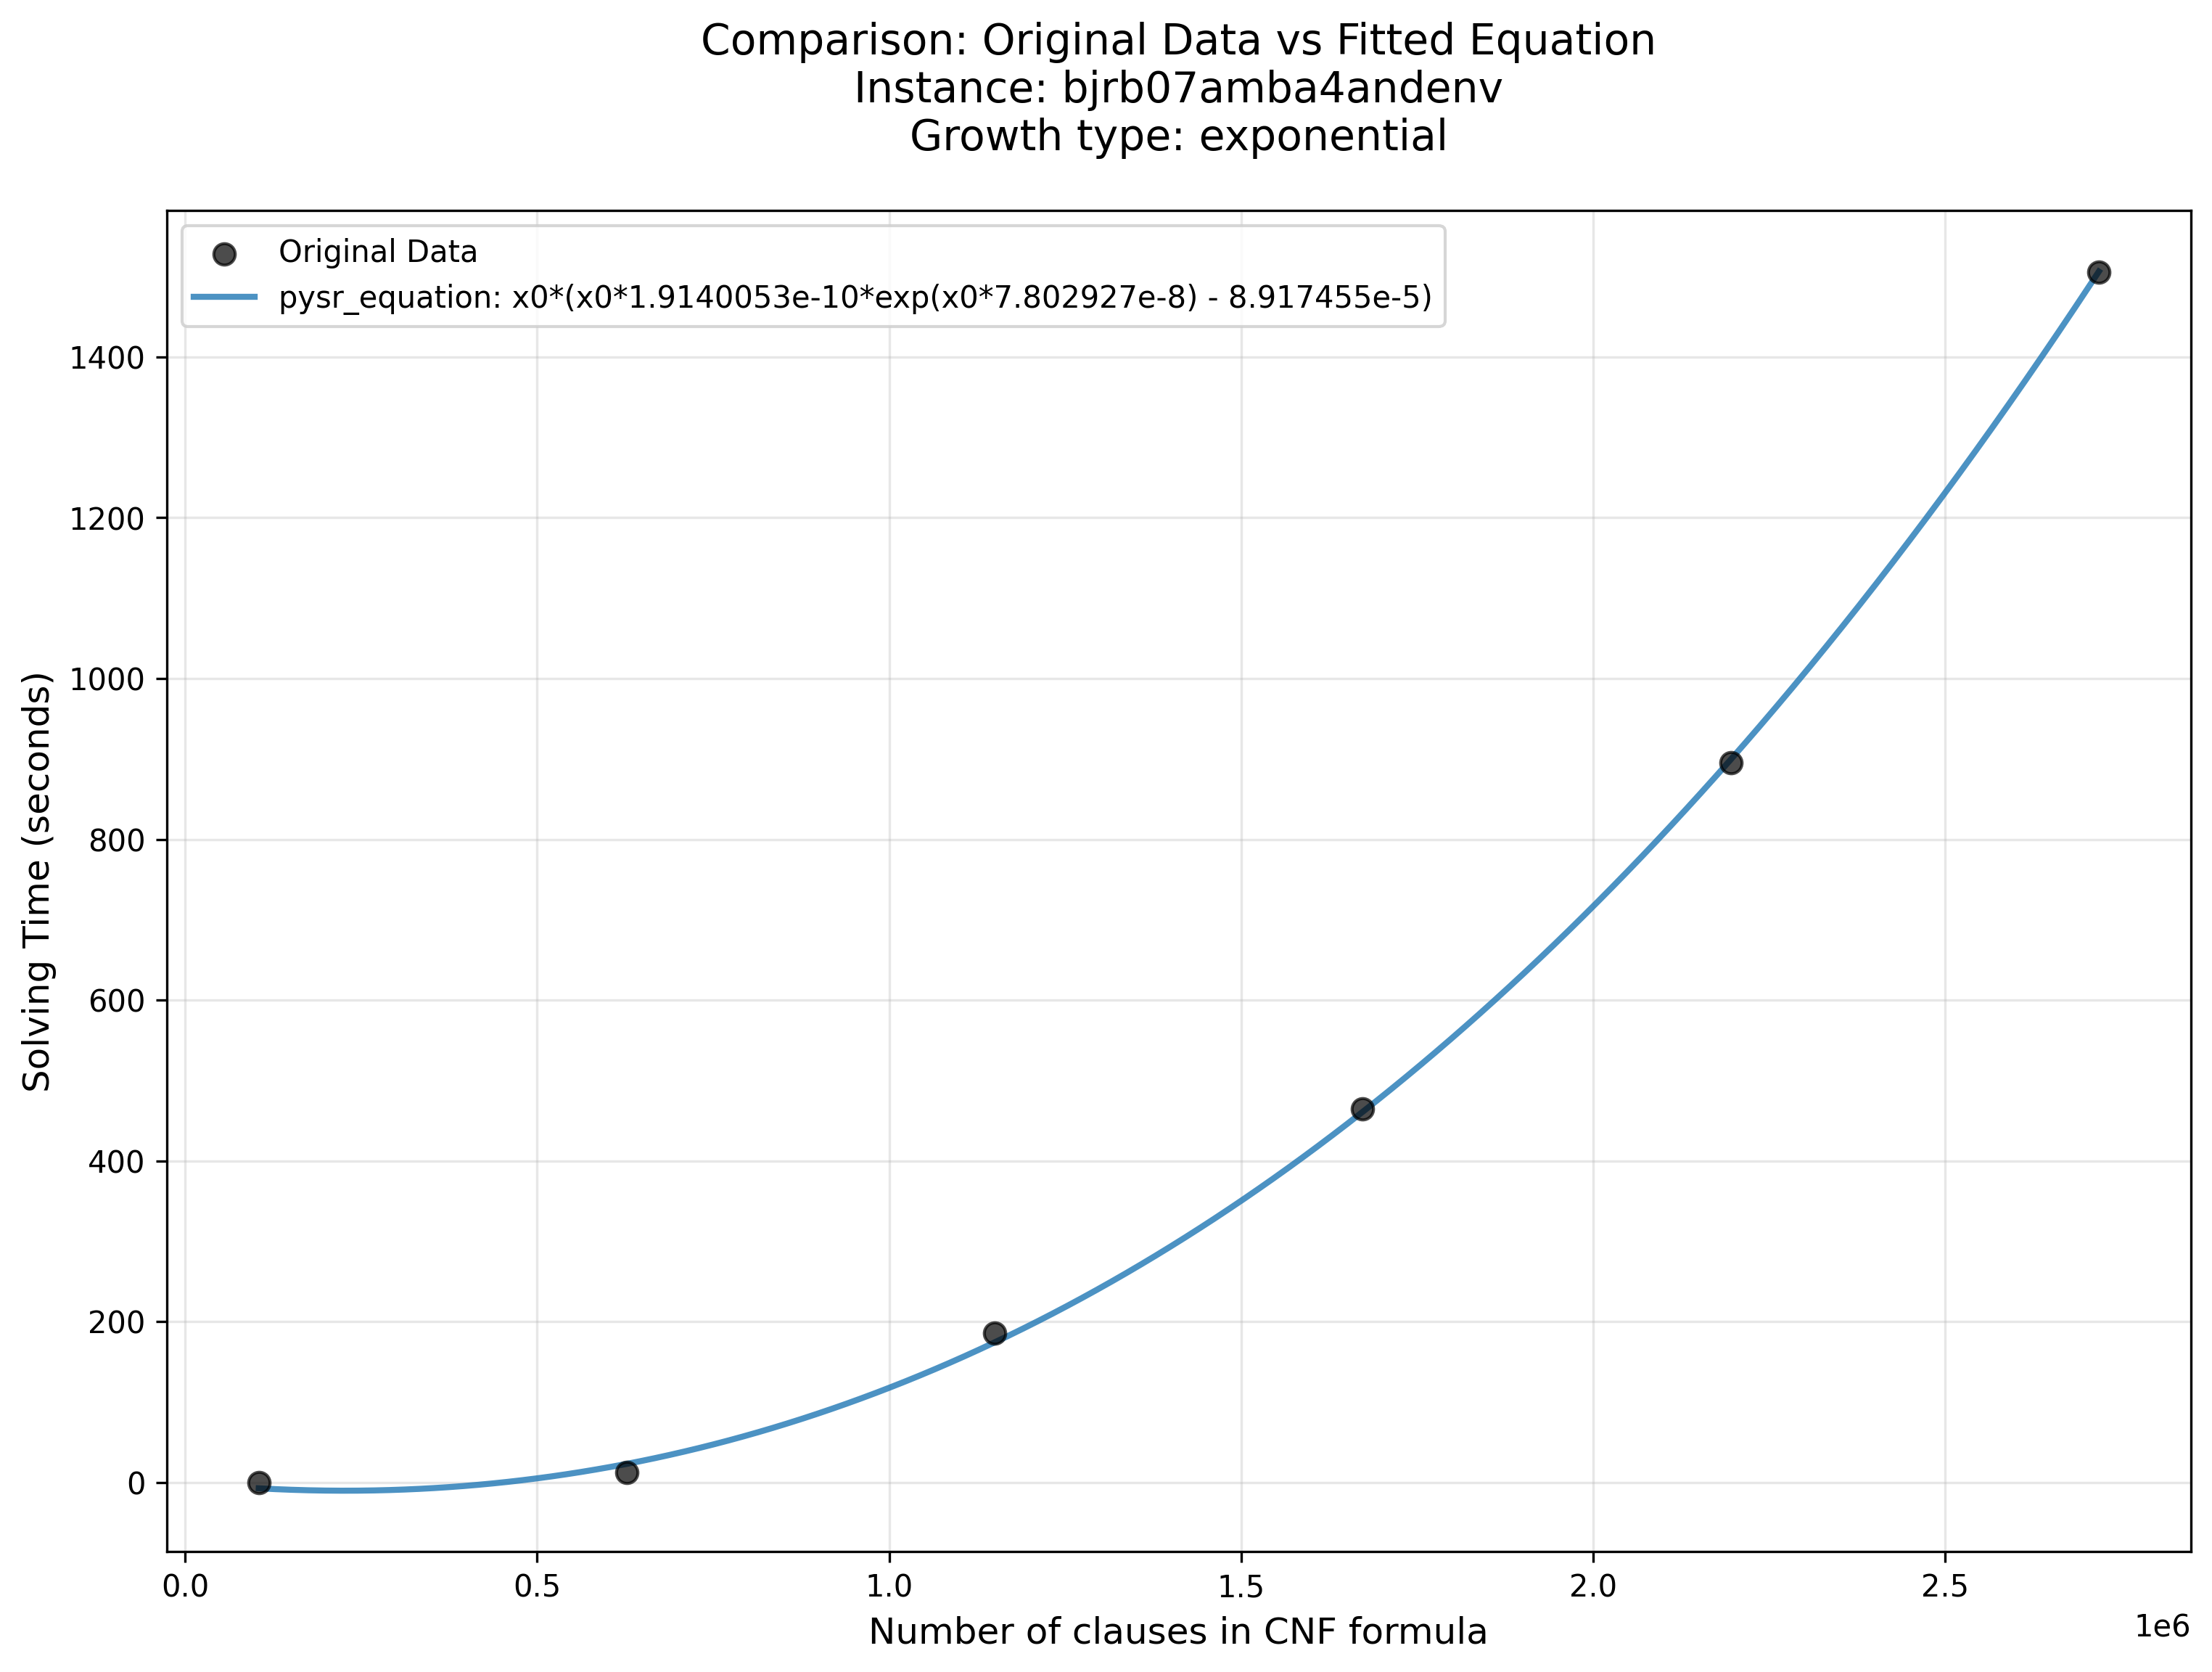 Comparison: Original Data vs Fitted Equation
Instance: bjrb07amba4andenv
Growth type: exponential
Original Data
pysr_equation: x0*(x0*1.9140053e-10*exp(x0*7.802927e-8) - 8.917455e-5)
Solving Time (seconds)
1400
1200
1000
800
600
400
200
0
0.0 0.5 1.0 1.5 2.0 2.5
1e6
Number of clauses in CNF formula